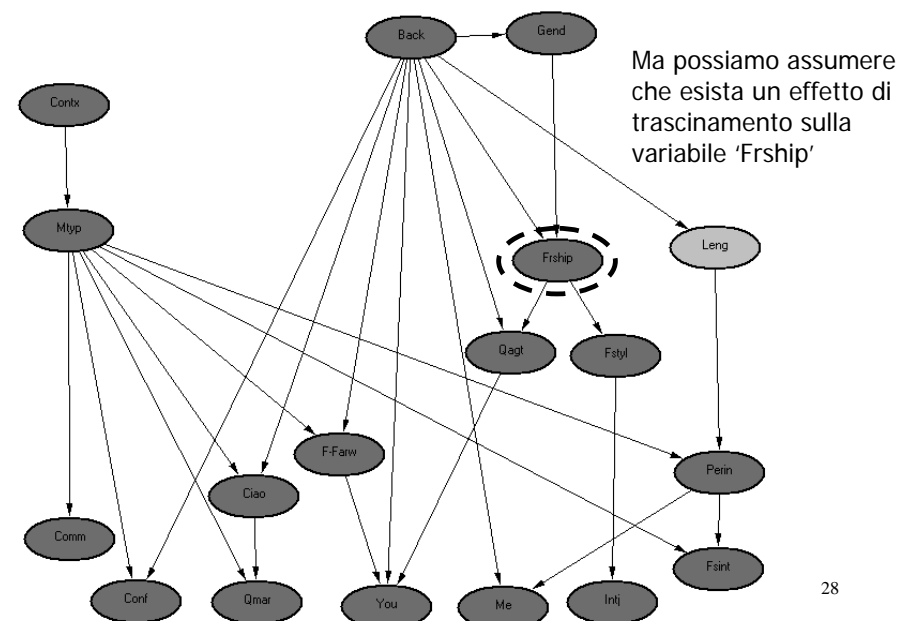 Back
Gend
Ma possiamo assumere
che esista un effetto di
trascinamento sulla
variabile ‘Frship’
Contx
Mtyp
Frship
Leng
Qagt
Fstyl
F-Farw
Perin
Ciao
Comm
Fsint
Conf
Qmar
You
Me
Intj
28